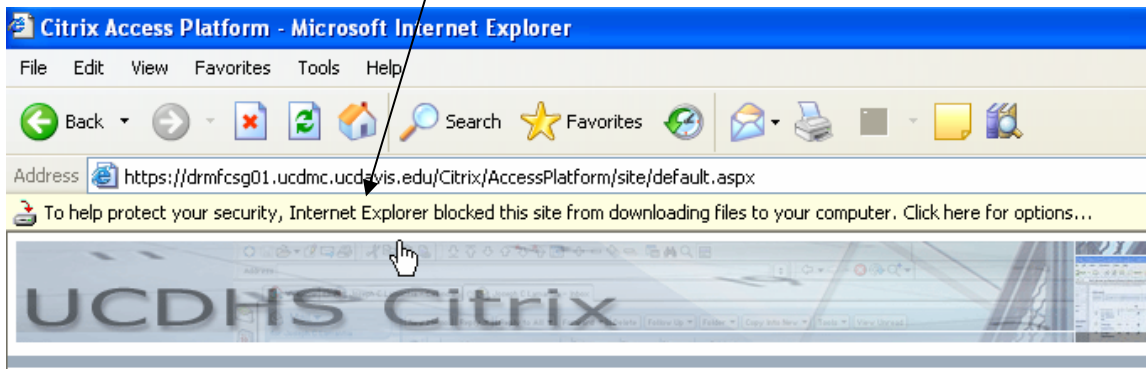 Citrix Access Platform - Microsoft Internet Explorer
File Edit View Favorites Tools Help
Back Search Favorites
Address https://drmfcsg01.ucdmc.ucdavis.edu/Citrix/AccessPlatform/site/default.aspx
To help protect your security, Internet Explorer blocked this site from downloading files to your computer. Click here for options...
UCDHS Citrix